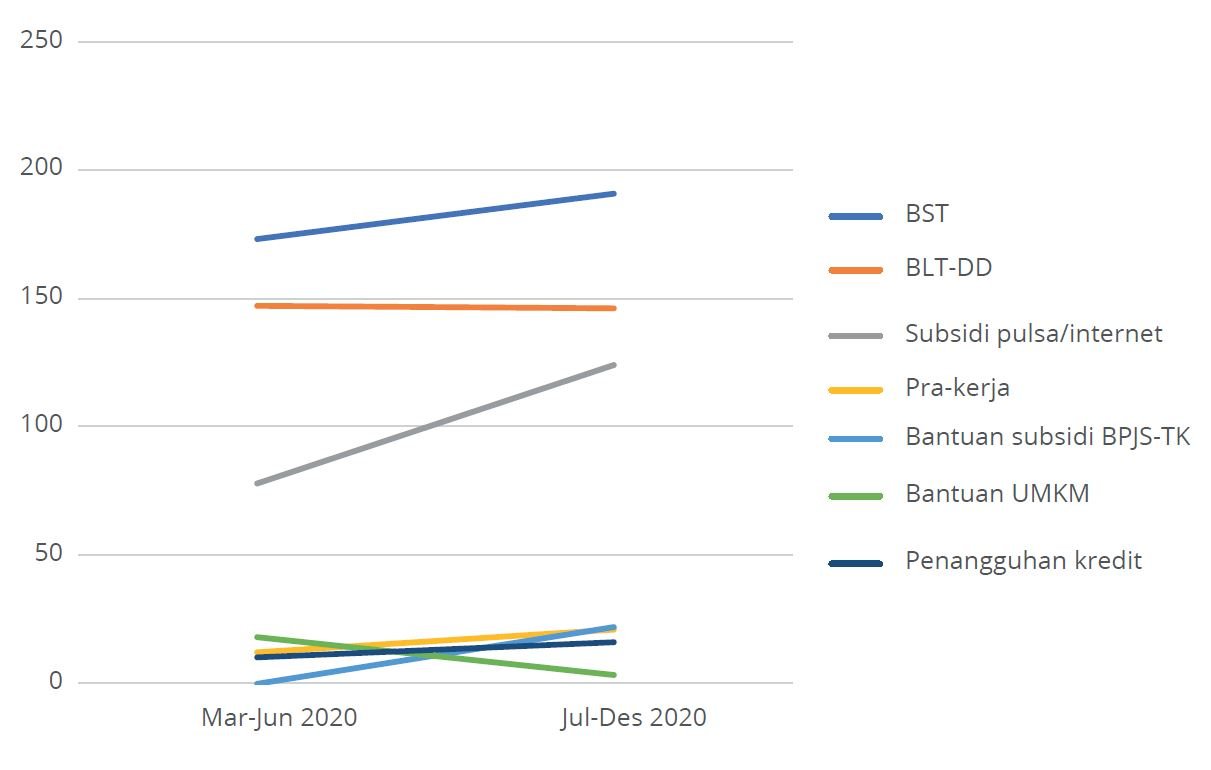 250
200
150
100
50
0
Mar-Jun 2020
Jul-Des 2020
BST
BLT-DD
Subsidi pulsa/internet
Pra-kerja
Bantuan subsidi BPJS-TK
Bantuan UMKM
Penangguhan kredit